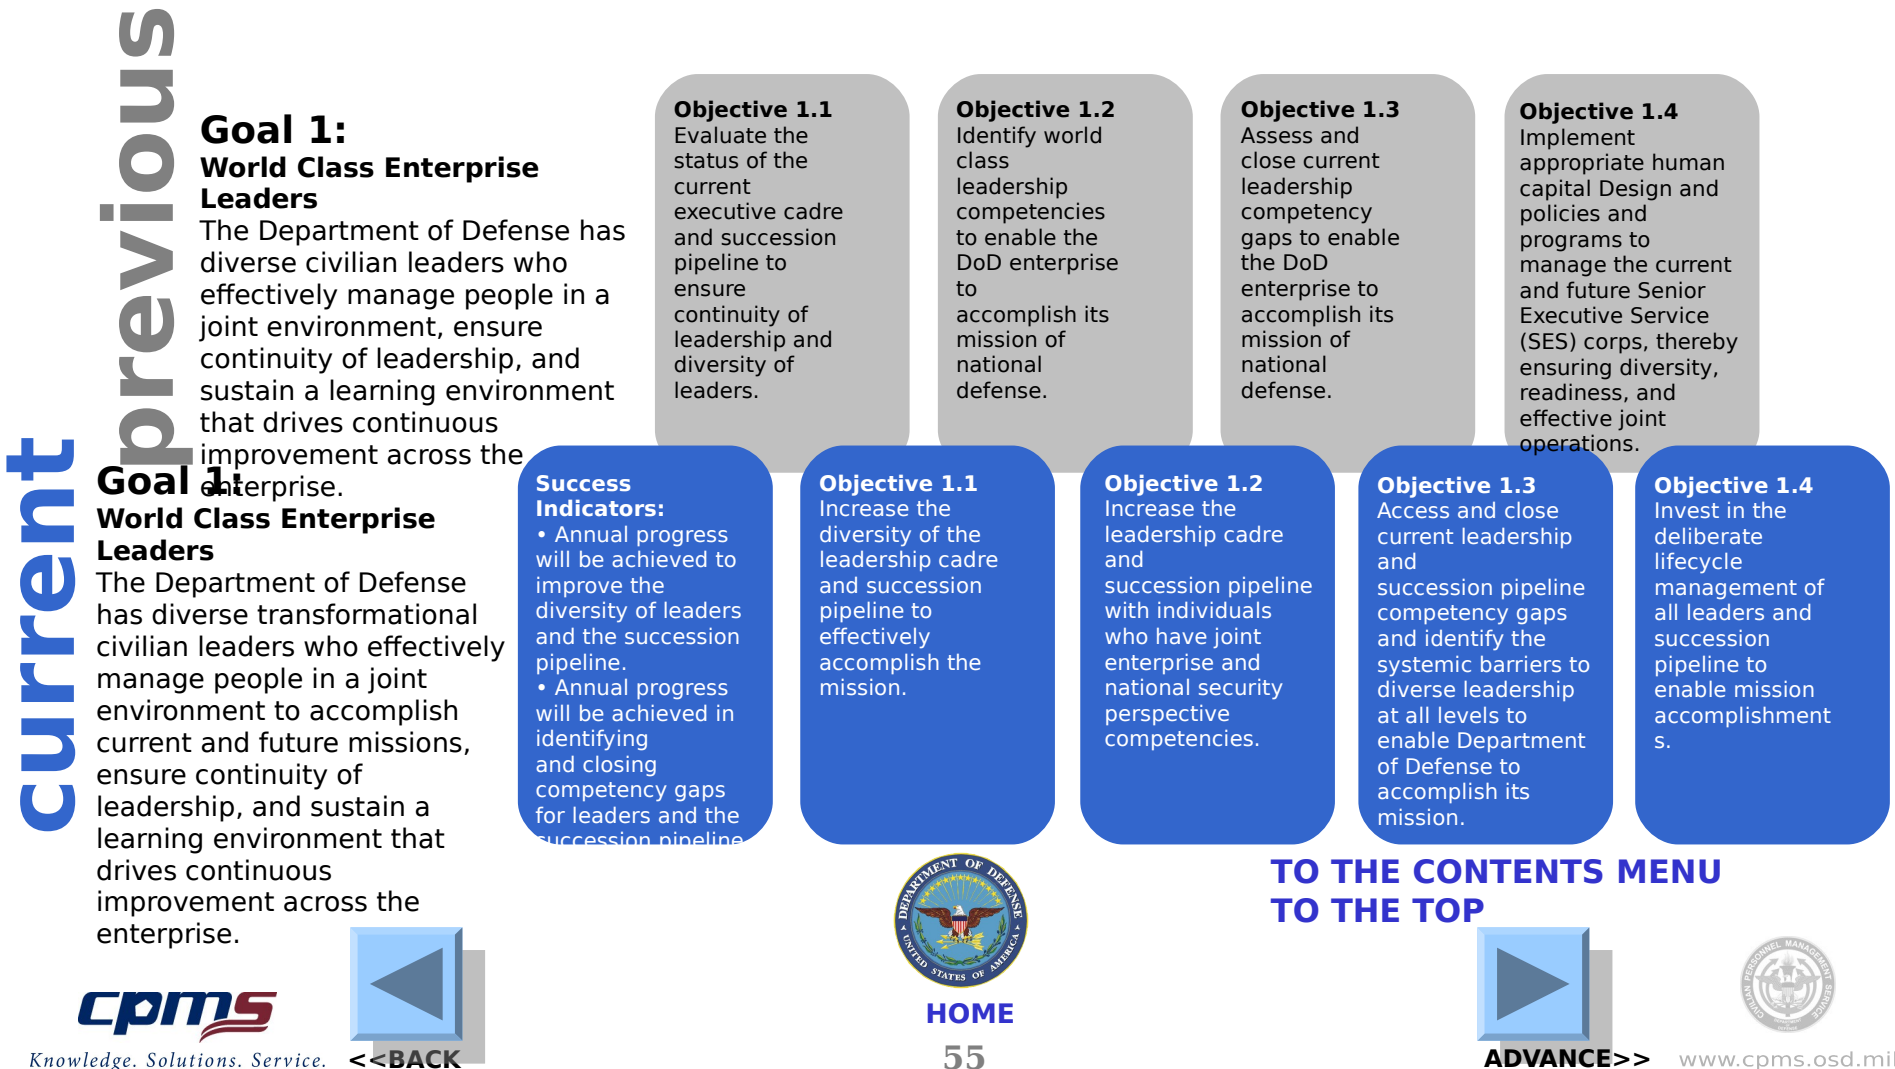 previous
Goal 1:
World Class Enterprise
Leaders
The Department of Defense has
diverse civilian leaders who
effectively manage people in a
joint environment, ensure
continuity of leadership, and
sustain a learning environment
that drives continuous
improvement across the
enterprise.
Objective 1.1
Evaluate the
status of the
current
executive cadre
and succession
pipeline to
ensure
continuity of
leadership and
diversity of
leaders.
Objective 1.2
Identify world
class
leadership
competencies
to enable the
DoD enterprise
to
accomplish its
mission of
national
defense.
Objective 1.3
Assess and
close current
leadership
competency
gaps to enable
the DoD
enterprise to
accomplish its
mission of
national
defense.
Objective 1.4
Implement
appropriate human
capital Design and
policies and
programs to
manage the current
and future Senior
Executive Service
(SES) corps, thereby
ensuring diversity,
readiness, and
effective joint
operations.
current
Goal 1:
World Class Enterprise
Leaders
The Department of Defense
has diverse transformational
civilian leaders who effectively
manage people in a joint
environment to accomplish
current and future missions,
ensure continuity of
leadership, and sustain a
learning environment that
drives continuous
improvement across the
enterprise.
Success
Indicators:
• Annual progress
will be achieved to
improve the
diversity of leaders
and the succession
pipeline.
• Annual progress
will be achieved in
identifying
and closing
competency gaps
for leaders and the
succession pipeline
Objective 1.1
Increase the
diversity of the
leadership cadre
and succession
pipeline to
effectively
accomplish the
mission.
Objective 1.2
Increase the
leadership cadre
and
succession pipeline
with individuals
who have joint
enterprise and
national security
perspective
competencies.
Objective 1.3
Access and close
current leadership
and
succession pipeline
competency gaps
and identify the
systemic barriers to
diverse leadership
at all levels to
enable Department
of Defense to
accomplish its
mission.
Objective 1.4
Invest in the
deliberate
lifecycle
management of
all leaders and
succession
pipeline to
enable mission
accomplishment
s.
TO THE CONTENTS MENU
TO THE TOP
DEPARTMENT OF DEFENSE
UNITED STATES OF AMERICA
HOME
55
cpms
Knowledge. Solutions. Service.
<<BACK
ADVANCE>>
CIVILIAN PERSONNEL MANAGEMENT SERVICE
www.cpms.osd.mil